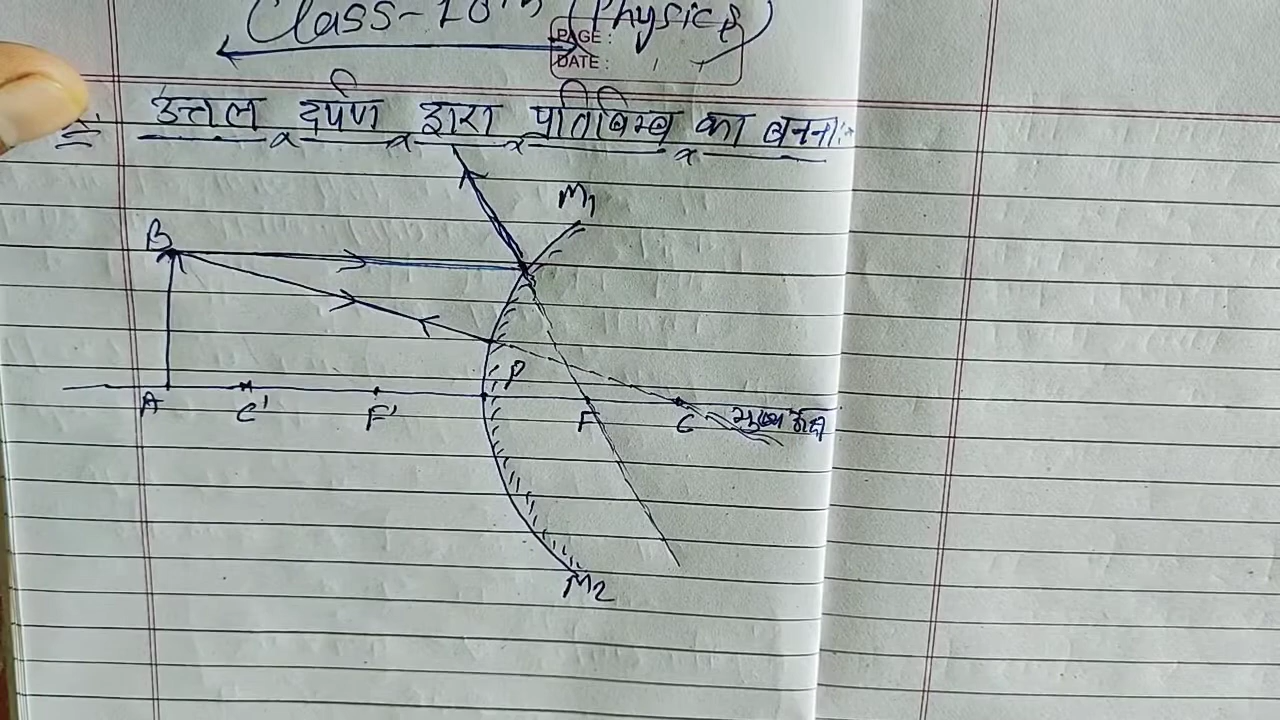 Class-10th (Physics)
PAGE :
DATE :
उत्तल दर्पण द्वारा प्रतिबिम्ब का बनना:-
M1
B
P
A C' F' F C मुख्य अक्ष
M2